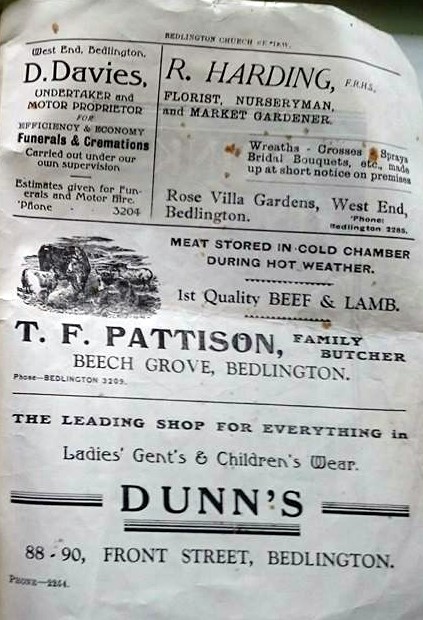 BEDLINGTON CHURCH REVIEW.
West End, Bedlington.
D. Davies,
UNDERTAKER and
MOTOR PROPRIETOR
FOR
EFFICIENCY & ECONOMY
Funerals & Cremations
Carried out under our
own supervision
Estimates given for Fun-
erals and Motor Hire.
'Phone - 3204
R. HARDING, F.R.H.S.,
FLORIST, NURSERYMAN,
and MARKET GARDENER.
Wreaths - Crosses - Sprays
Bridal Bouquets, etc., made
up at short notice on premises
Rose Villa Gardens, West End,
Bedlington.
'Phone:
Bedlington 2285.
MEAT STORED IN COLD CHAMBER
DURING HOT WEATHER.
1st Quality BEEF & LAMB.
T. F. PATTISON, FAMILY BUTCHER
BEECH GROVE, BEDLINGTON.
Phone—BEDLINGTON 3209.
THE LEADING SHOP FOR EVERYTHING in
Ladies' Gent's & Children's Wear.
DUNN'S
88-90, FRONT STREET, BEDLINGTON.
PHONE—2254.